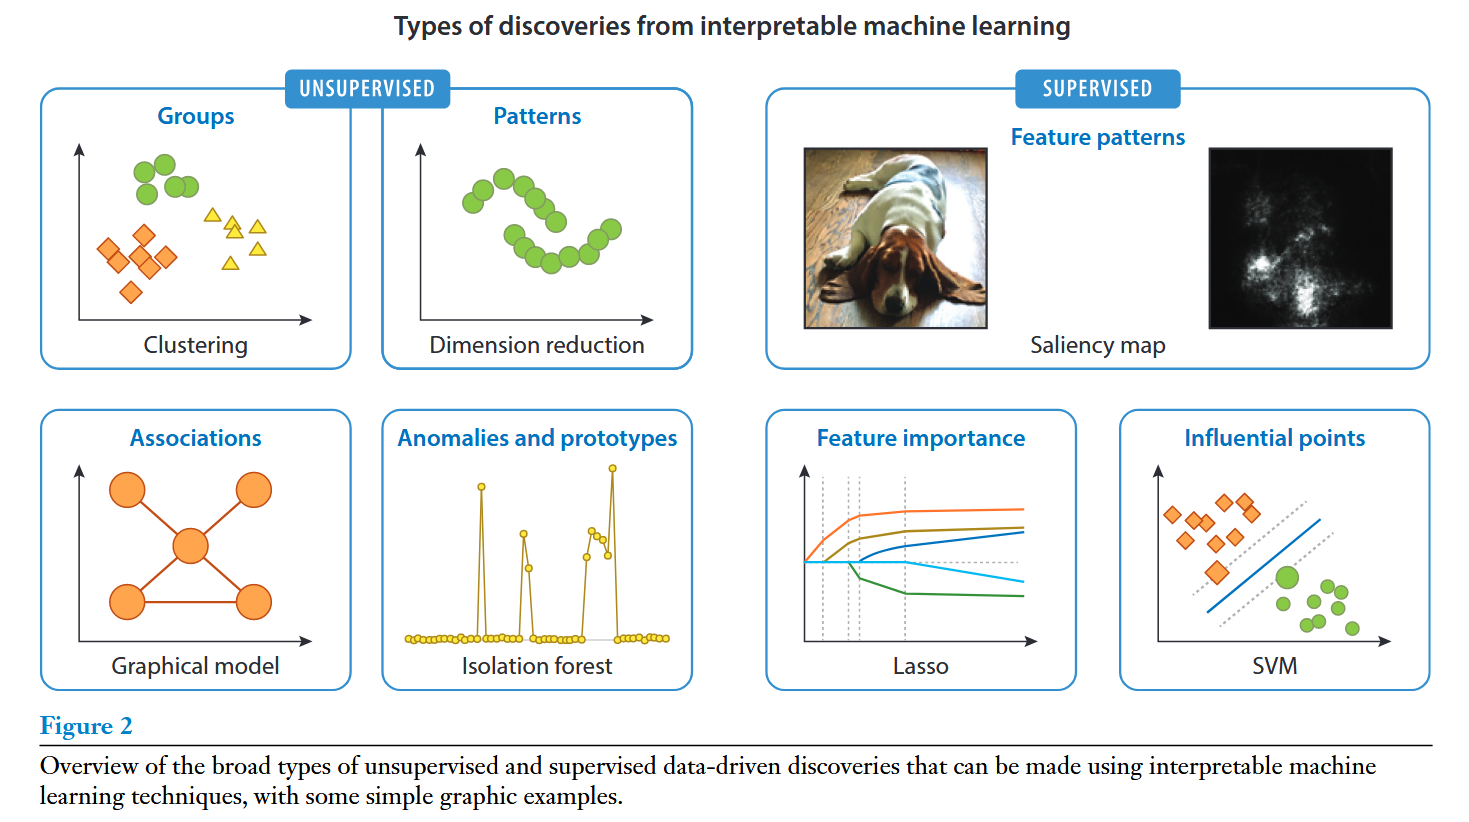 Types of discoveries from interpretable machine learning
UNSUPERVISED
Groups
Clustering
Patterns
Dimension reduction
Associations
Graphical model
Anomalies and prototypes
Isolation forest
SUPERVISED
Feature patterns
Saliency map
Feature importance
Lasso
Influential points
SVM
Figure 2
Overview of the broad types of unsupervised and supervised data-driven discoveries that can be made using interpretable machine
learning techniques, with some simple graphic examples.